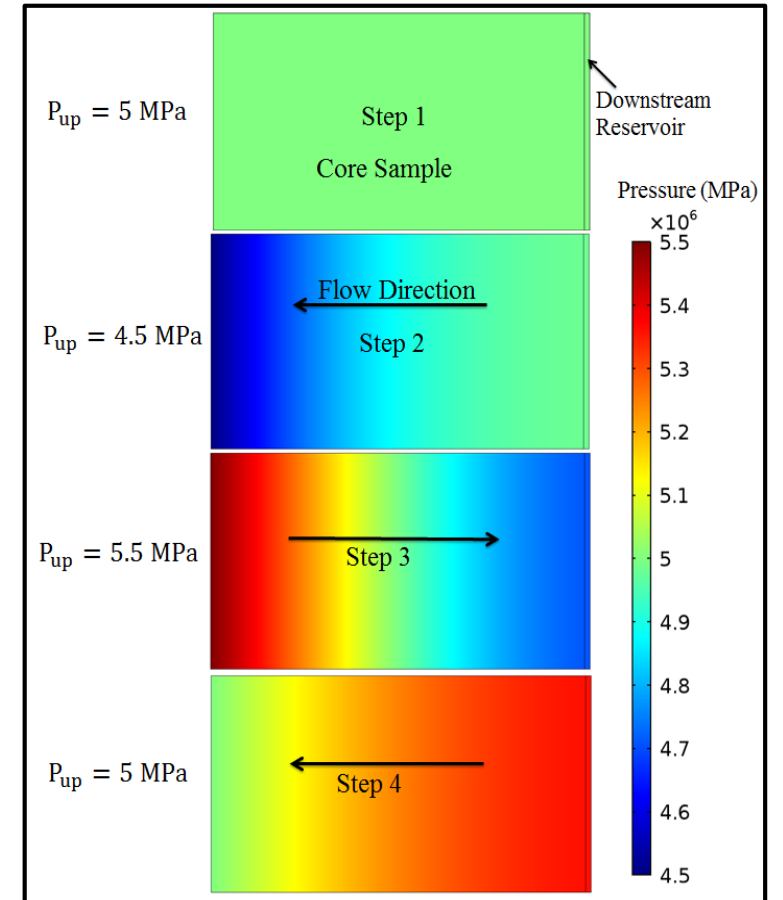 P_up = 5 MPa
Step 1
Core Sample
Downstream
Reservoir
Pressure (MPa)
×10⁶
5.5
5.4
5.3
5.2
5.1
5
4.9
4.8
4.7
4.6
4.5
P_up = 4.5 MPa
Flow Direction
Step 2
P_up = 5.5 MPa
Step 3
P_up = 5 MPa
Step 4